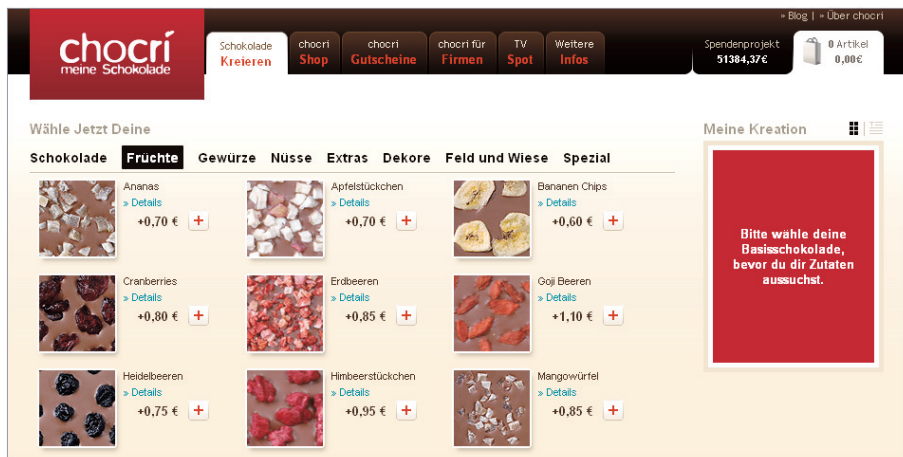 » Blog | » Über chocri
chocri
meine Schokolade
Schokolade
Kreieren
chocri
Shop
chocri
Gutscheine
chocri für
Firmen
TV
Spot
Weitere
Infos
Spendenprojekt
51384,37€
0 Artikel
0,00€
Wähle Jetzt Deine
Schokolade Früchte Gewürze Nüsse Extras Dekore Feld und Wiese Spezial
Ananas
» Details
+0,70 € +
Apfelstückchen
» Details
+0,70 € +
Bananen Chips
» Details
+0,60 € +
Cranberries
» Details
+0,80 € +
Erdbeeren
» Details
+0,85 € +
Goji Beeren
» Details
+1,10 € +
Heidelbeeren
» Details
+0,75 € +
Himbeerstückchen
» Details
+0,95 € +
Mangowürfel
» Details
+0,85 € +
Meine Kreation
Bitte wähle deine
Basisschokolade,
bevor du dir Zutaten
aussuchst.